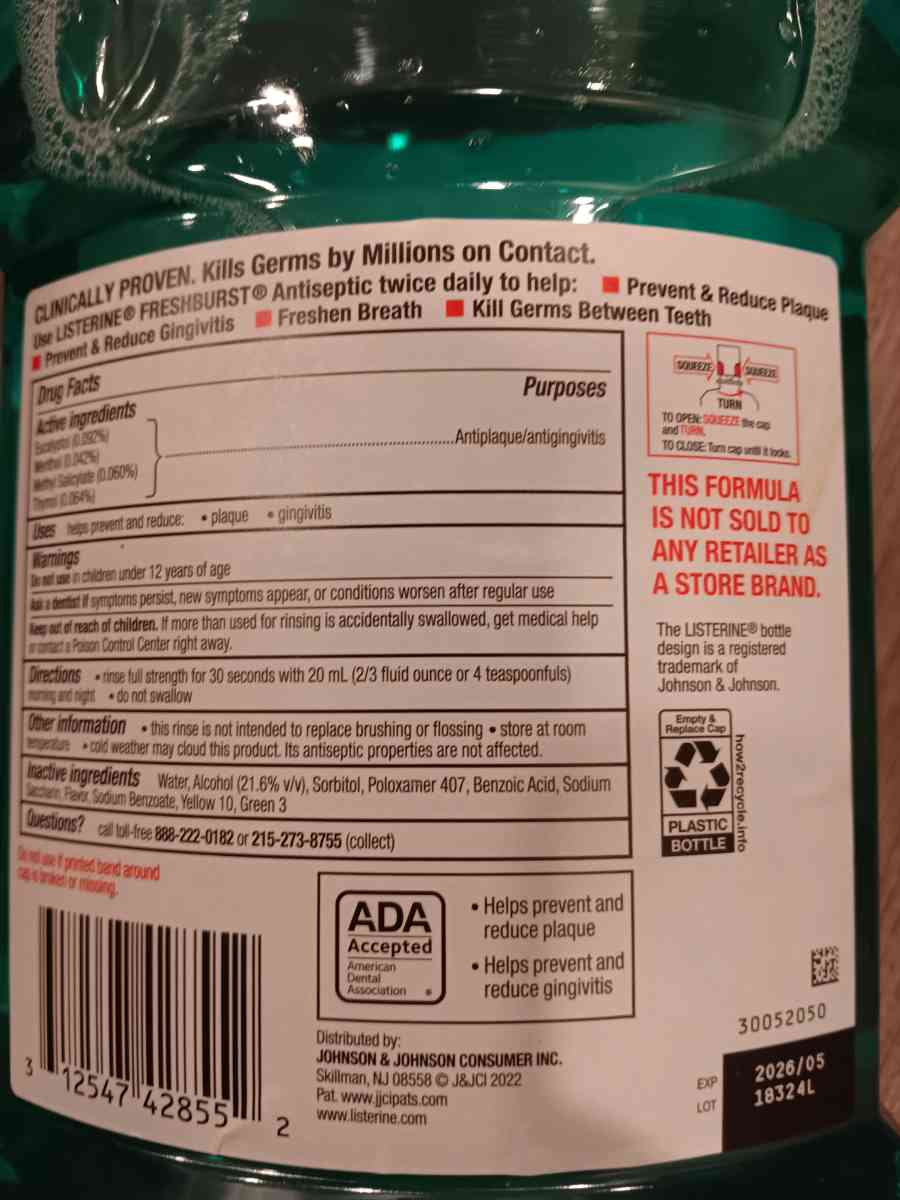 CLINICALLY PROVEN. Kills Germs by Millions on Contact.
Use LISTERINE® FRESHBURST® Antiseptic twice daily to help: ■ Prevent & Reduce Plaque
■ Prevent & Reduce Gingivitis ■ Freshen Breath ■ Kill Germs Between Teeth
Drug Facts
Active ingredients Purposes
Eucalyptol (0.092%)
Menthol (0.042%)
Methyl Salicylate (0.060%)
Thymol (0.064%)
Antiplaque/antigingivitis
Uses helps prevent and reduce: • plaque • gingivitis
Warnings
Do not use in children under 12 years of age
Ask a dentist if symptoms persist, new symptoms appear, or conditions worsen after regular use
Keep out of reach of children. If more than used for rinsing is accidentally swallowed, get medical help
or contact a Poison Control Center right away.
Directions • rinse full strength for 30 seconds with 20 mL (2/3 fluid ounce or 4 teaspoonfuls)
morning and night • do not swallow
Other information • this rinse is not intended to replace brushing or flossing • store at room
temperature • cold weather may cloud this product. Its antiseptic properties are not affected.
Inactive ingredients Water, Alcohol (21.6% v/v), Sorbitol, Poloxamer 407, Benzoic Acid, Sodium
Saccharin, Flavor, Sodium Benzoate, Yellow 10, Green 3
Questions? call toll-free 888-222-0182 or 215-273-8755 (collect)
Do not use if printed band around
cap is broken or missing.
3 12547 42855 2
ADA
Accepted
American
Dental
Association
• Helps prevent and
reduce plaque
• Helps prevent and
reduce gingivitis
Distributed by:
JOHNSON & JOHNSON CONSUMER INC.
Skillman, NJ 08558 © J&JCI 2022
Pat. www.jjcipats.com
www.listerine.com
SQUEEZE SQUEEZE
TURN
TO OPEN: SQUEEZE the cap
and TURN.
TO CLOSE: Turn cap until it locks.
THIS FORMULA
IS NOT SOLD TO
ANY RETAILER AS
A STORE BRAND.
The LISTERINE® bottle
design is a registered
trademark of
Johnson & Johnson.
Empty &
Replace Cap
PLASTIC
BOTTLE
how2recycle.info
30052050
EXP 2026/05
LOT 18324L